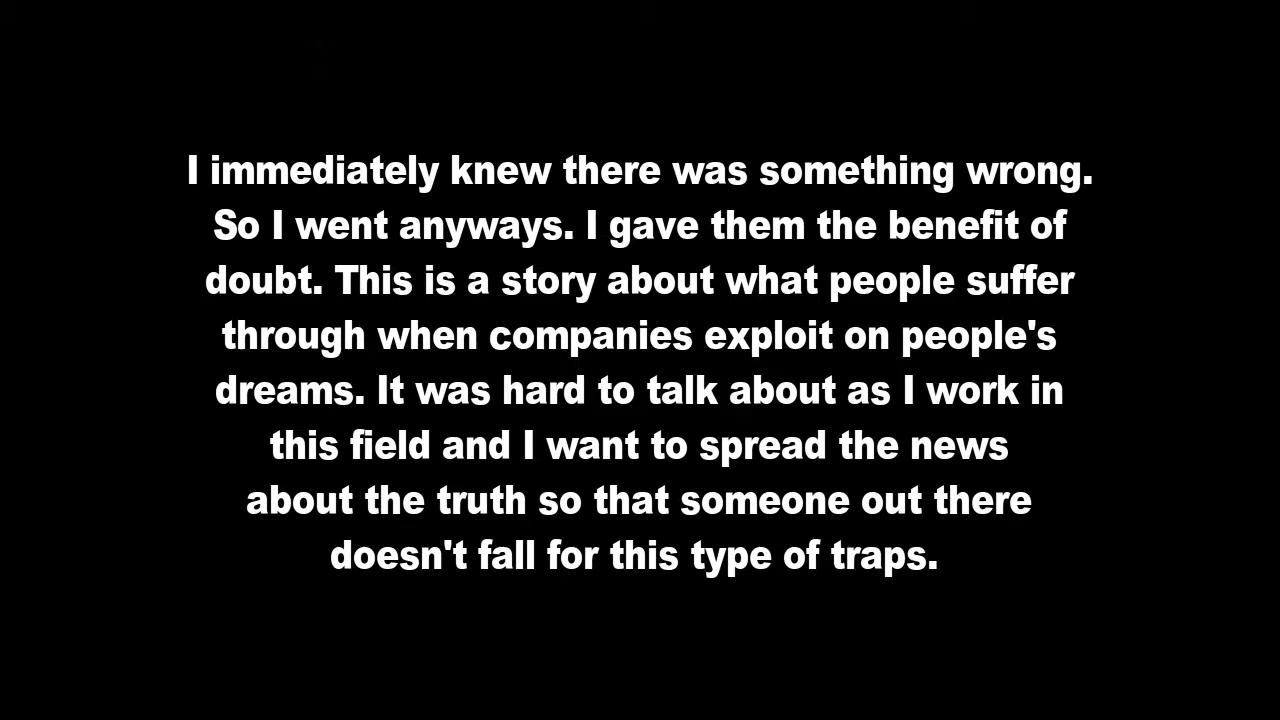 I immediately knew there was something wrong.
So I went anyways. I gave them the benefit of
doubt. This is a story about what people suffer
through when companies exploit on people's
dreams. It was hard to talk about as I work in
this field and I want to spread the news
about the truth so that someone out there
doesn't fall for this type of traps.